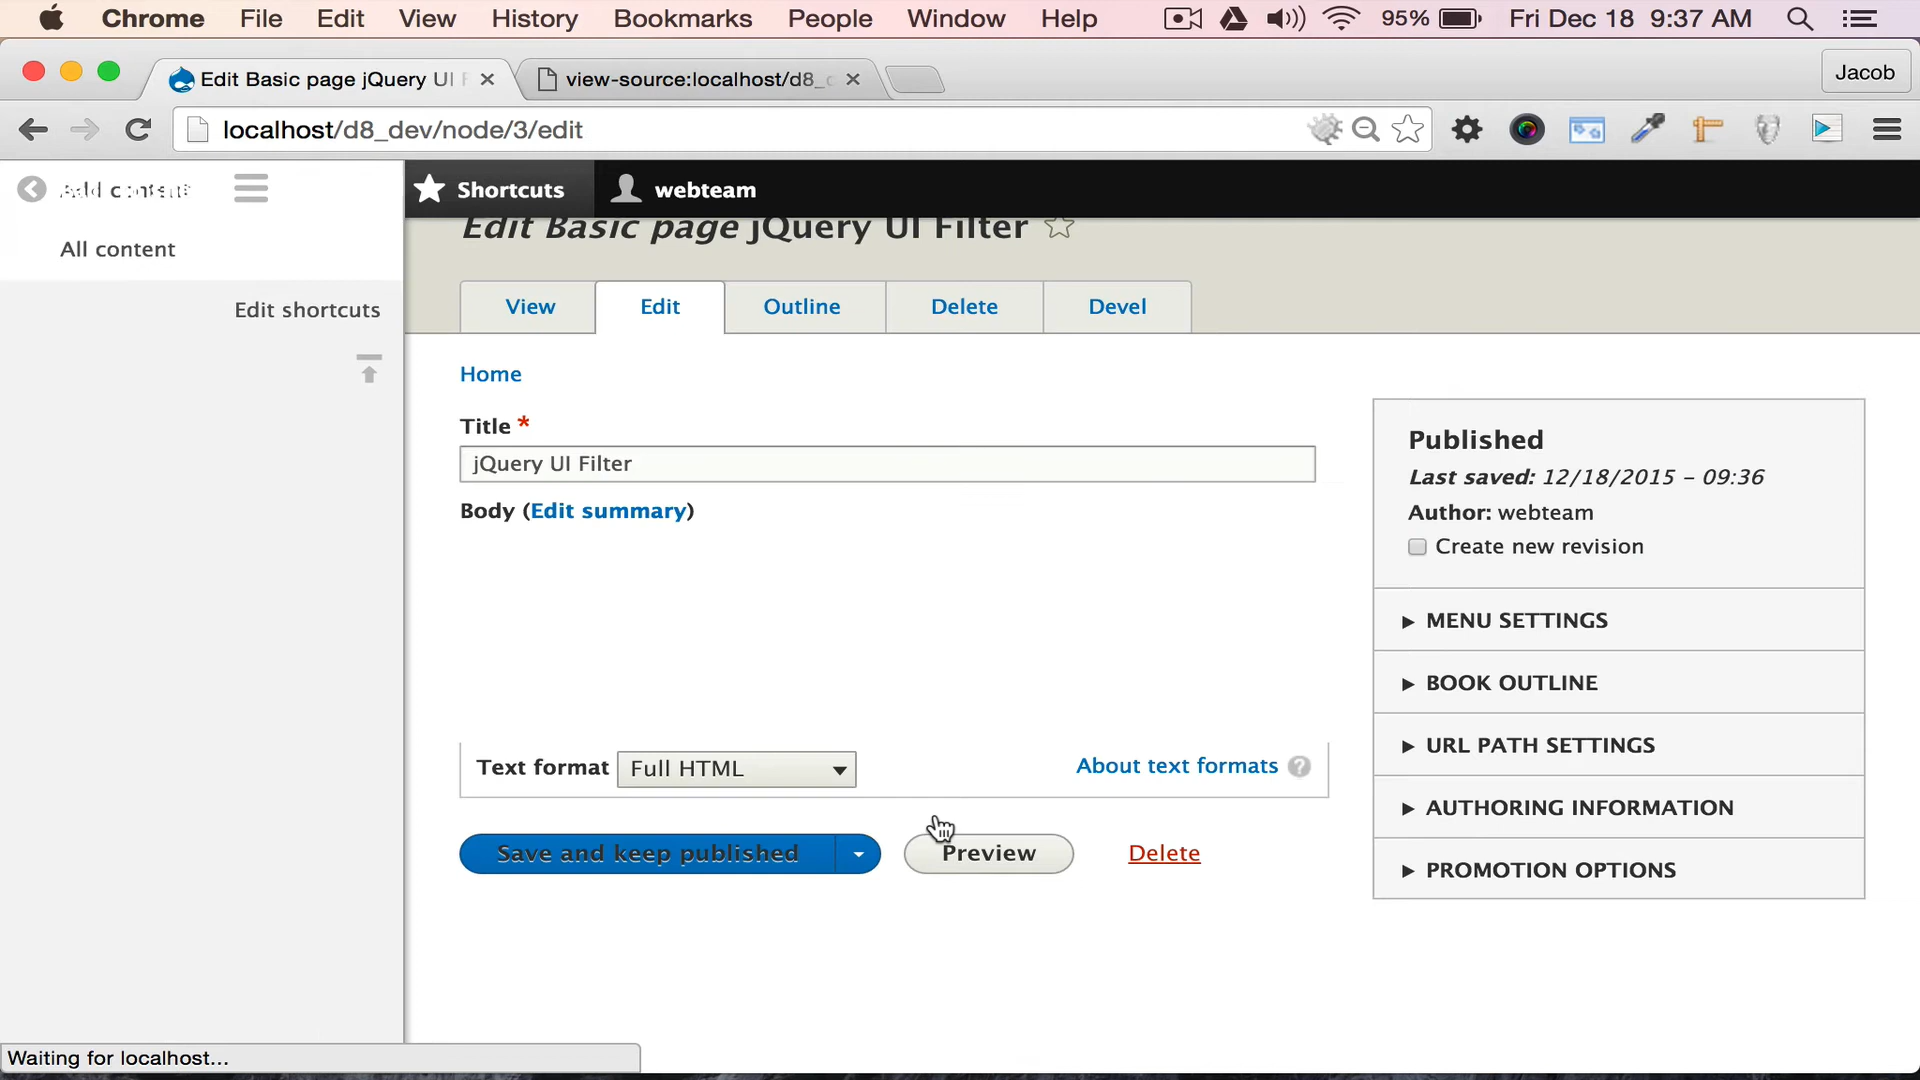 Chrome File Edit View History Bookmarks People Window Help 95% Fri Dec 18 9:37 AM
Edit Basic page jQuery UI F view-source:localhost/d8_ Jacob
localhost/d8_dev/node/3/edit
Add content Shortcuts webteam
Edit Basic page jQuery UI Filter
All content
Edit shortcuts
View Edit Outline Delete Devel
Home
Title *
jQuery UI Filter
Body (Edit summary)
Text format Full HTML About text formats ?
Save and keep published Preview Delete
Published
Last saved: 12/18/2015 – 09:36
Author: webteam
Create new revision
MENU SETTINGS
BOOK OUTLINE
URL PATH SETTINGS
AUTHORING INFORMATION
PROMOTION OPTIONS
Waiting for localhost...